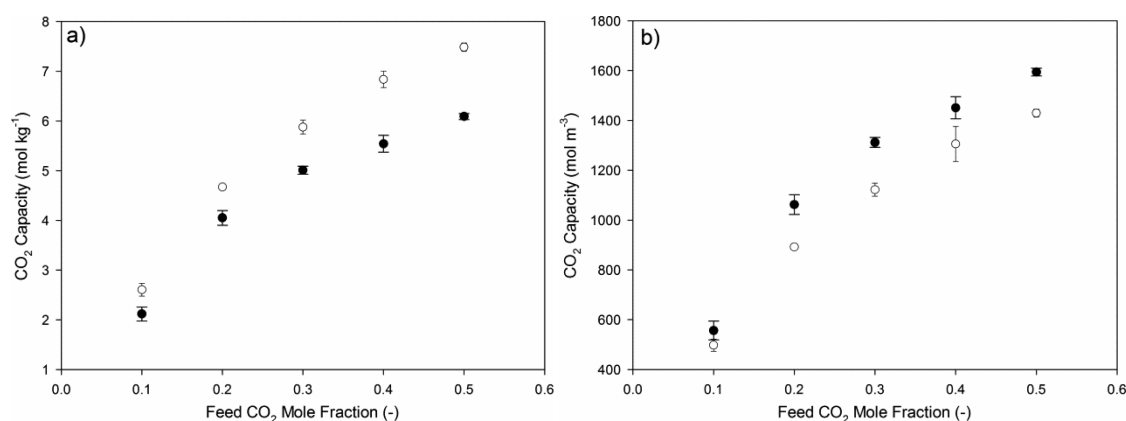 a)
8
7
6
5
4
3
2
1
CO2 Capacity (mol kg-1)
0.0 0.1 0.2 0.3 0.4 0.5 0.6
Feed CO2 Mole Fraction (-)
b)
1800
1600
1400
1200
1000
800
600
400
CO2 Capacity (mol m-3)
0.0 0.1 0.2 0.3 0.4 0.5 0.6
Feed CO2 Mole Fraction (-)